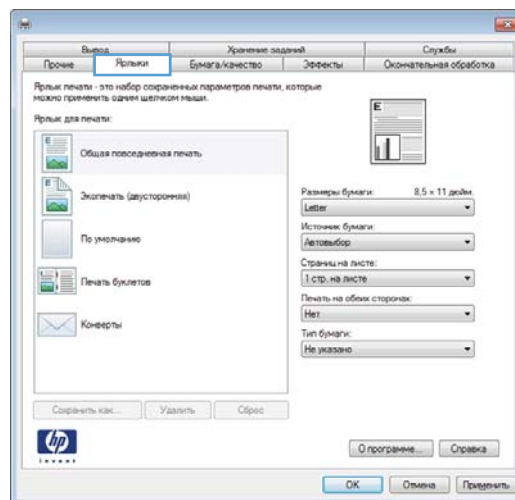 Вывод Хранение заданий Службы
Прочие Ярлыки Бумага/качество Эффекты Окончательная обработка
Ярлык печати - это набор сохраненных параметров печати, которые
можно применить одним щелчком мыши.
Ярлык для печати:
Общая повседневная печать
Экопечать (двусторонняя)
По умолчанию
Печать буклетов
Конверты
E
Размеры бумаги: 8,5 × 11 дюйм.
Letter
Источник бумаги:
Автовыбор
Страниц на листе:
1 стр. на листе
Печать на обеих сторонах:
Нет
Тип бумаги:
Не указано
Сохранить как... Удалить Сброс
hp
invent
О программе... Справка
OK Отмена Применить